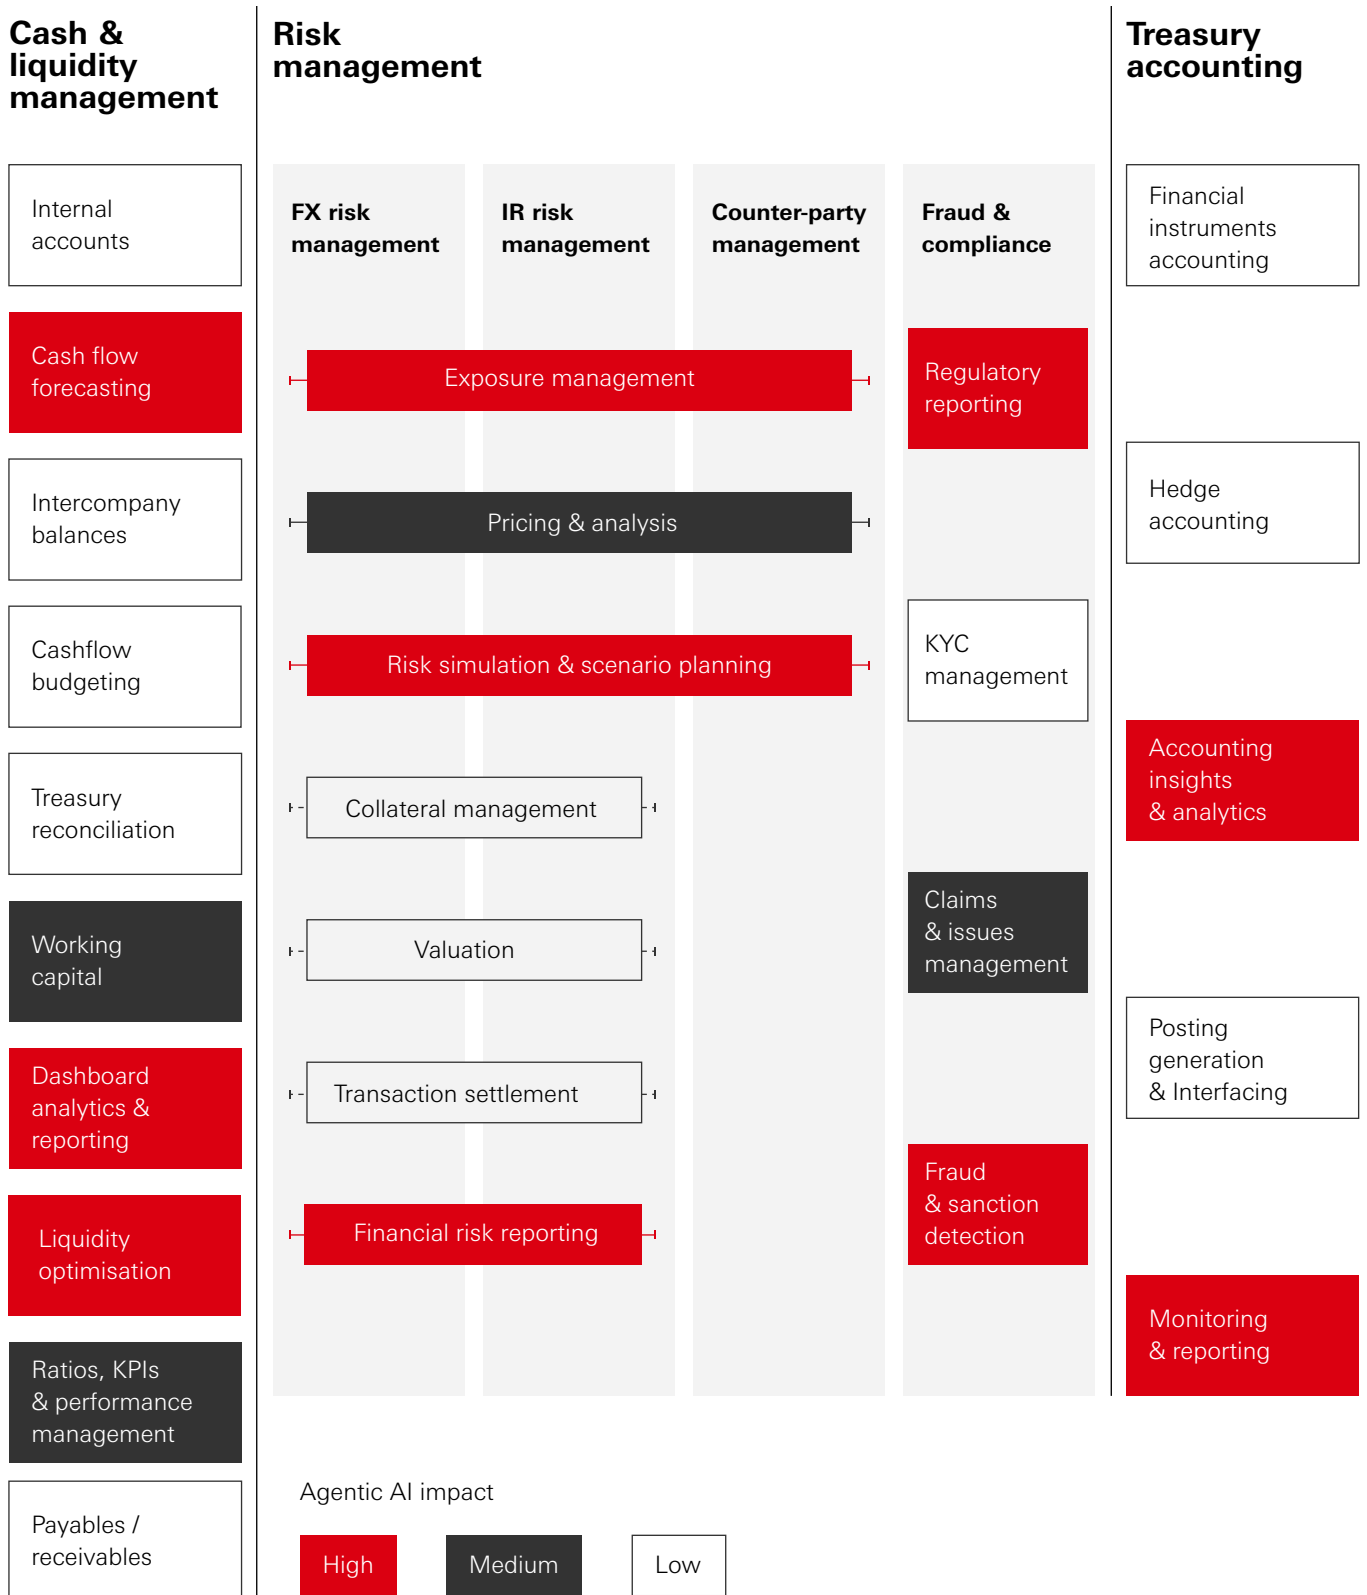 Cash &
liquidity
management
Internal
accounts
Cash flow
forecasting
Intercompany
balances
Cashflow
budgeting
Treasury
reconciliation
Working
capital
Dashboard
analytics &
reporting
Liquidity
optimisation
Ratios, KPIs
& performance
management
Payables /
receivables
Risk
management
FX risk
management
IR risk
management
Counter-party
management
Fraud &
compliance
Exposure management
Pricing & analysis
Risk simulation & scenario planning
Collateral management
Valuation
Transaction settlement
Financial risk reporting
Regulatory
reporting
KYC
management
Claims
& issues
management
Fraud
& sanction
detection
Treasury
accounting
Financial
instruments
accounting
Hedge
accounting
Accounting
insights
& analytics
Posting
generation
& Interfacing
Monitoring
& reporting
Agentic AI impact
High
Medium
Low